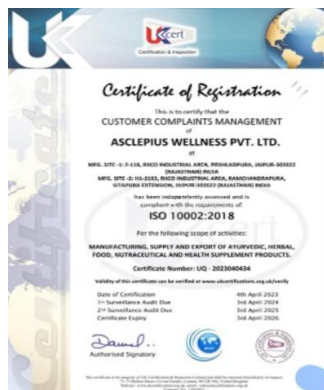 UKcert
Certification & Inspection
Certificate of Registration
This is to certify that the
CUSTOMER COMPLAINTS MANAGEMENT
of
ASCLEPIUS WELLNESS PVT. LTD.
at
MFG. SITE -1: F-118, RIICO INDUSTRIAL AREA, JAIPUR-302022
(RAJASTHAN) INDIA
MFG. SITE -2: RIICO INDUSTRIAL AREA, RAMCHANDRAPURA,
SITAPURA EXTENSION, JAIPUR-302022 (RAJASTHAN) INDIA
has been independently assessed and is
compliant with the requirements of:
ISO 10002:2018
For the following scope of activities:
MANUFACTURING, SUPPLY AND EXPORT OF AYURVEDIC, HERBAL,
FOOD, NUTRACEUTICAL AND HEALTH SUPPLEMENT PRODUCTS.
Certificate Number: UQ - 2023040434
Validity of this certificate can be verified at www.ukcertifications.org.uk/verify
Date of Certification 4th April 2023
1st Surveillance Audit Due 3rd April 2024
2nd Surveillance Audit Due 3rd April 2025
Certificate Expiry 3rd April 2026
Authorised Signatory